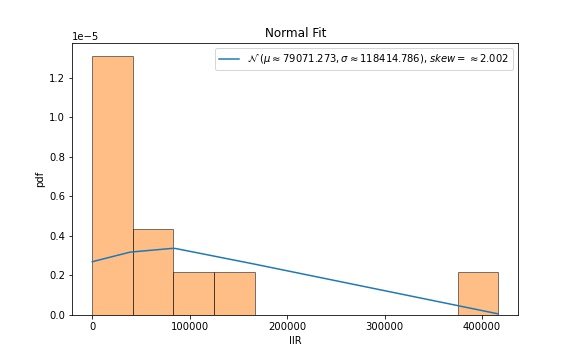 Normal Fit
1e−5
𝒩(μ ≈ 79071.273, σ ≈ 118414.786), skew = ≈ 2.002
1.2
1.0
0.8
0.6
0.4
0.2
0.0
pdf
0 100000 200000 300000 400000
IIR